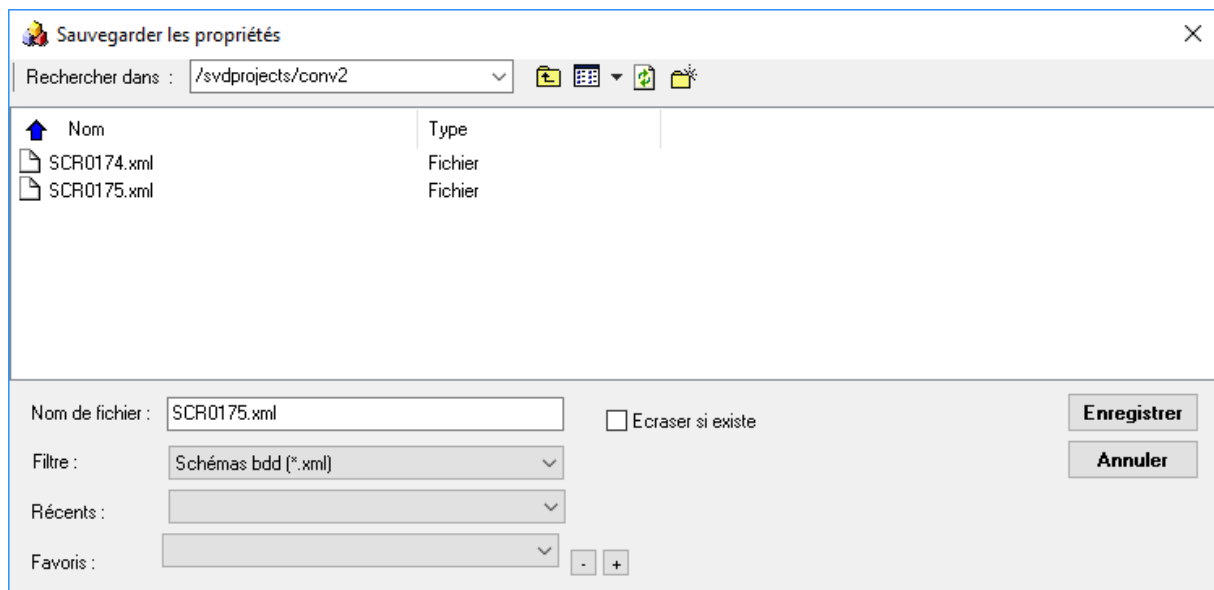 Sauvegarder les propriétés
Rechercher dans : /svdprojects/conv2
Nom Type
SCR0174.xml Fichier
SCR0175.xml Fichier
Nom de fichier : SCR0175.xml Ecraser si existe Enregistrer
Filtre : Schémas bdd (*.xml) Annuler
Récents :
Favoris : - +